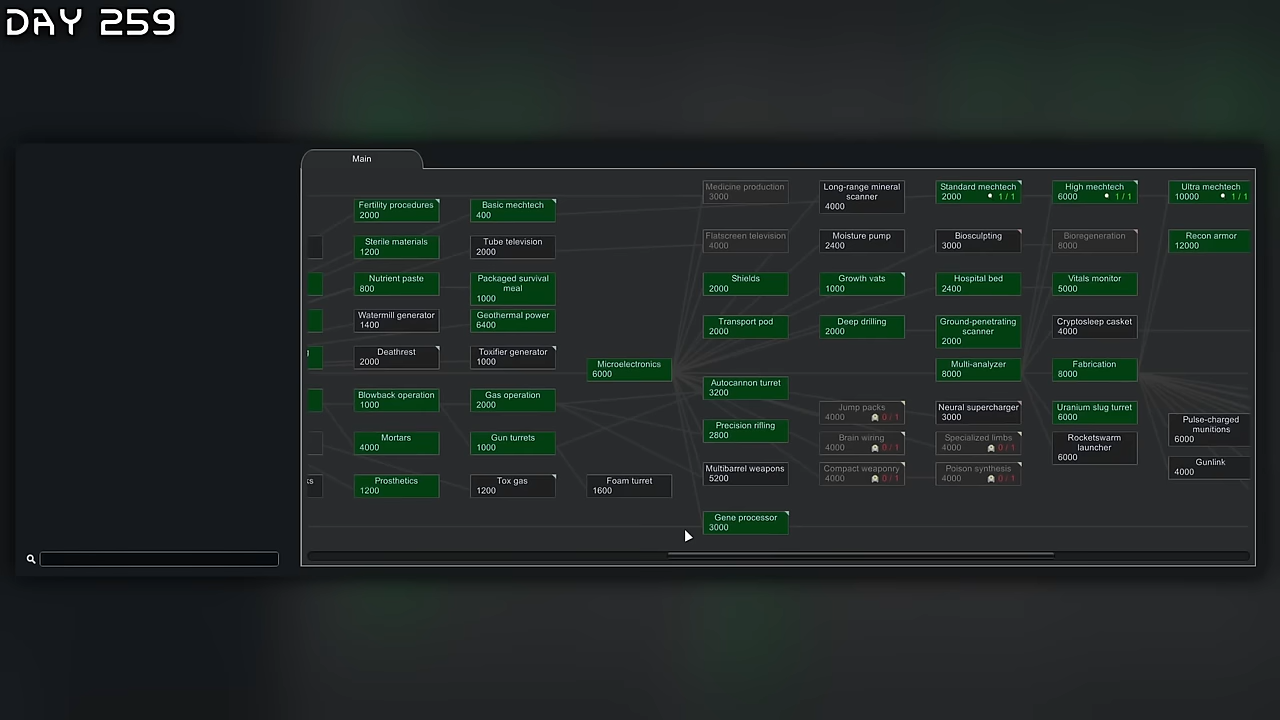 DAY 259
Main
Fertility procedures
2000
Sterile materials
1200
Nutrient paste
800
Watermill generator
1400
Deathrest
2000
Blowback operation
1000
Mortars
4000
Prosthetics
1200
Basic mechtech
400
Tube television
2000
Packaged survival
meal
1000
Geothermal power
6400
Toxifier generator
1000
Gas operation
2000
Gun turrets
1000
Tox gas
1200
Microelectronics
6000
Foam turret
1600
Medicine production
3000
Flatscreen television
4000
Shields
2000
Transport pod
2000
Autocannon turret
3200
Precision rifling
2800
Multibarrel weapons
5200
Gene processor
3000
Long-range mineral
scanner
4000
Moisture pump
2400
Growth vats
1000
Deep drilling
2000
Jump packs
4000 0 / 1
Brain wiring
4000 0 / 1
Compact weaponry
4000 0 / 1
Standard mechtech
2000 1 / 1
Biosculpting
3000
Hospital bed
2400
Ground-penetrating
scanner
2000
Multi-analyzer
8000
Neural supercharger
3000
Specialized limbs
4000 0 / 1
Poison synthesis
4000 0 / 1
High mechtech
6000 1 / 1
Bioregeneration
8000
Vitals monitor
5000
Cryptosleep casket
4000
Fabrication
8000
Uranium slug turret
6000
Rocketswarm
launcher
6000
Ultra mechtech
10000 1 / 1
Recon armor
12000
Pulse-charged
munitions
6000
Gunlink
4000